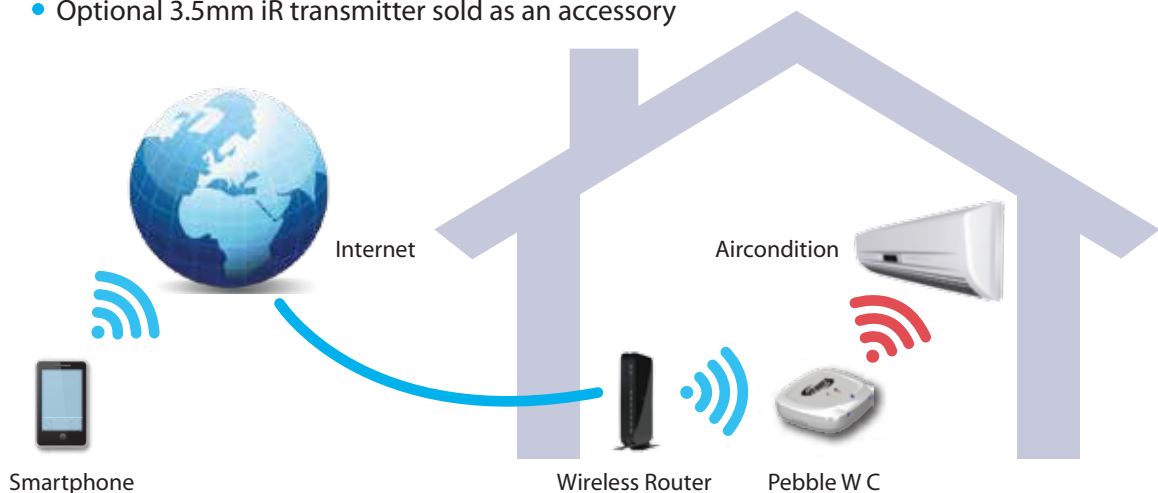 • Optional 3.5mm iR transmitter sold as an accessory
Internet
Aircondition
Smartphone
Wireless Router
Pebble W C